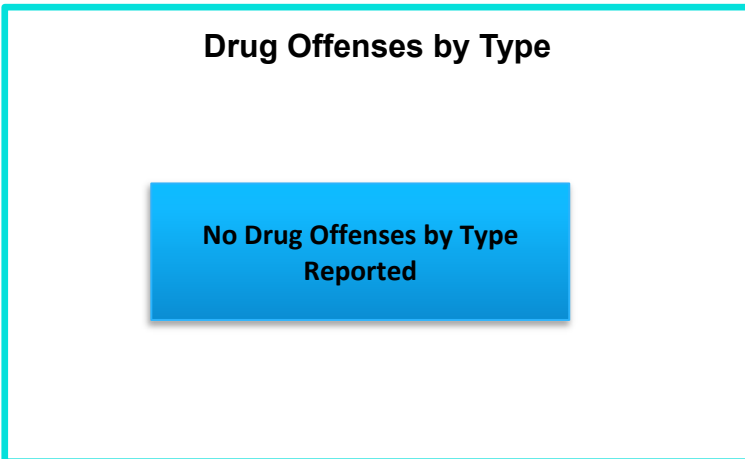 Drug Offenses by Type
No Drug Offenses by Type
Reported